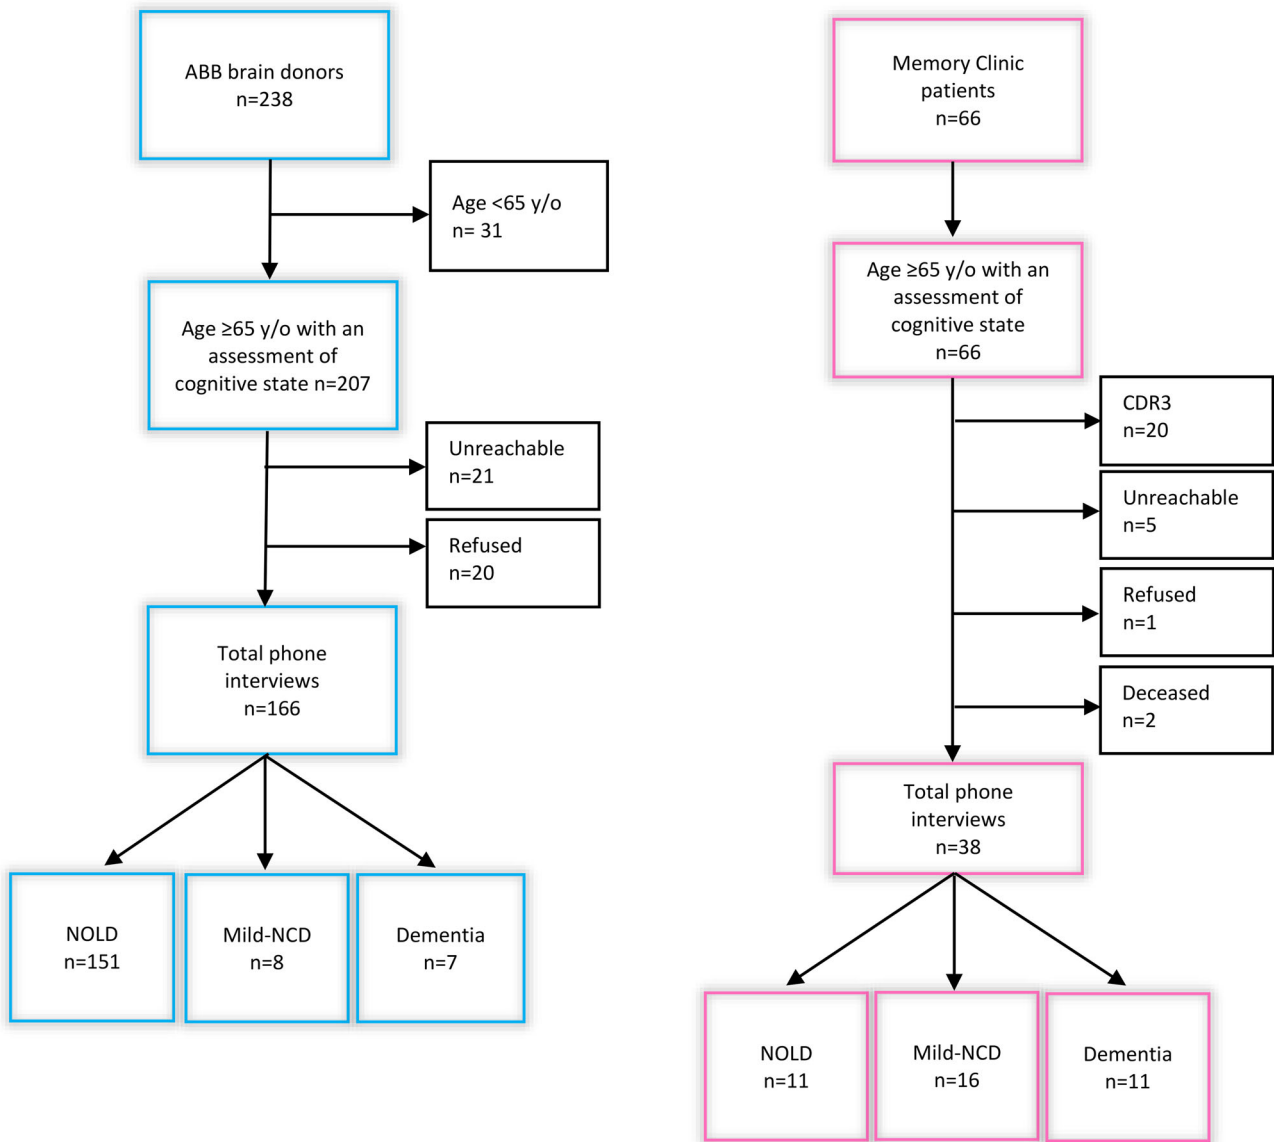 ABB brain donors
n=238
Age <65 y/o
n= 31
Age ≥65 y/o with an
assessment of
cognitive state n=207
Unreachable
n=21
Refused
n=20
Total phone
interviews
n=166
NOLD
n=151
Mild-NCD
n=8
Dementia
n=7
Memory Clinic
patients
n=66
Age ≥65 y/o with an
assessment of
cognitive state
n=66
CDR3
n=20
Unreachable
n=5
Refused
n=1
Deceased
n=2
Total phone
interviews
n=38
NOLD
n=11
Mild-NCD
n=16
Dementia
n=11